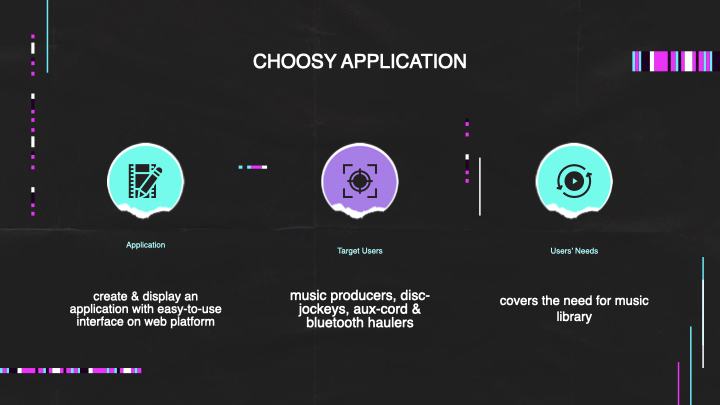 CHOOSY APPLICATION
Application
Target Users
Users' Needs
create & display an
application with easy-to-use
interface on web platform
music producers, disc-
jockeys, aux-cord &
bluetooth haulers
covers the need for music
library